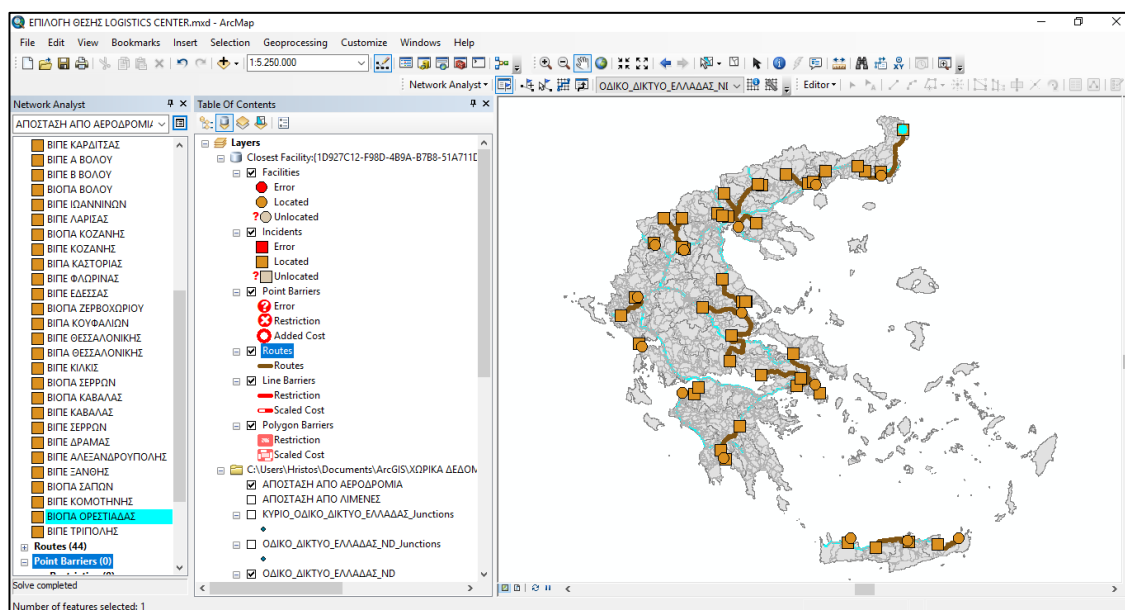 ΕΠΙΛΟΓΗ ΘΕΣΗΣ LOGISTICS CENTER.mxd - ArcMap
File Edit View Bookmarks Insert Selection Geoprocessing Customize Windows Help
1:5.250.000
Network Analyst ΟΔΙΚΟ_ΔΙΚΤΥΟ_ΕΛΛΑΔΑΣ_NI Editor
Network Analyst
ΑΠΟΣΤΑΣΗ ΑΠΟ ΑΕΡΟΔΡΟΜΙΑ
ΒΙΠΕ ΚΑΡΔΙΤΣΑΣ
ΒΙΠΕ Α ΒΟΛΟΥ
ΒΙΠΕ Β ΒΟΛΟΥ
ΒΙΟΠΑ ΒΟΛΟΥ
ΒΙΠΕ ΙΩΑΝΝΙΝΩΝ
ΒΙΠΕ ΛΑΡΙΣΑΣ
ΒΙΟΠΑ ΚΟΖΑΝΗΣ
ΒΙΠΕ ΚΟΖΑΝΗΣ
ΒΙΠΑ ΚΑΣΤΟΡΙΑΣ
ΒΙΠΕ ΦΛΩΡΙΝΑΣ
ΒΙΠΕ ΕΔΕΣΣΑΣ
ΒΙΟΠΑ ΖΕΡΒΟΧΩΡΙΟΥ
ΒΙΠΑ ΚΟΥΦΑΛΙΩΝ
ΒΙΠΕ ΘΕΣΣΑΛΟΝΙΚΗΣ
ΒΙΠΑ ΘΕΣΣΑΛΟΝΙΚΗΣ
ΒΙΠΕ ΚΙΛΚΙΣ
ΒΙΟΠΑ ΣΕΡΡΩΝ
ΒΙΟΠΑ ΚΑΒΑΛΑΣ
ΒΙΠΕ ΚΑΒΑΛΑΣ
ΒΙΠΕ ΣΕΡΡΩΝ
ΒΙΠΕ ΔΡΑΜΑΣ
ΒΙΠΕ ΑΛΕΞΑΝΔΡΟΥΠΟΛΗΣ
ΒΙΠΕ ΞΑΝΘΗΣ
ΒΙΟΠΑ ΣΑΠΩΝ
ΒΙΠΕ ΚΟΜΟΤΗΝΗΣ
ΒΙΟΠΑ ΟΡΕΣΤΙΑΔΑΣ
ΒΙΠΕ ΤΡΙΠΟΛΗΣ
Routes (44)
Point Barriers (0)
Solve completed
Table Of Contents
Layers
Closest Facility:{1D927C12-F98D-4B9A-B7B8-51A711D
Facilities
Error
Located
? Unlocated
Incidents
Error
Located
? Unlocated
Point Barriers
Error
Restriction
Added Cost
Routes
Routes
Line Barriers
Restriction
Scaled Cost
Polygon Barriers
Restriction
Scaled Cost
C:\Users\Hristos\Documents\ArcGIS\ΧΩΡΙΚΑ ΔΕΔΟΜ
ΑΠΟΣΤΑΣΗ ΑΠΟ ΑΕΡΟΔΡΟΜΙΑ
ΑΠΟΣΤΑΣΗ ΑΠΟ ΛΙΜΕΝΕΣ
ΚΥΡΙΟ_ΟΔΙΚΟ_ΔΙΚΤΥΟ_ΕΛΛΑΔΑΣ_Junctions
ΟΔΙΚΟ_ΔΙΚΤΥΟ_ΕΛΛΑΔΑΣ_ND_Junctions
ΟΔΙΚΟ_ΔΙΚΤΥΟ_ΕΛΛΑΔΑΣ_ND
Number of features selected: 1